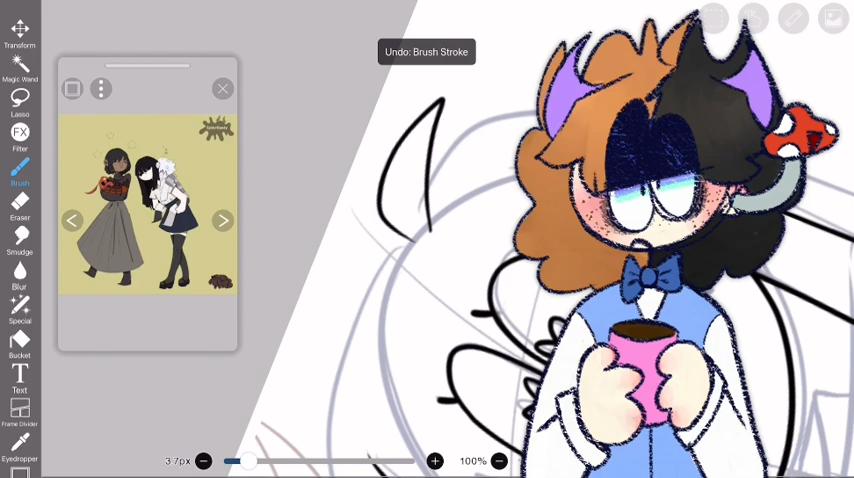 Undo: Brush Stroke
Transform
Magic Wand
Lasso
FX
Filter
Brush
Eraser
Smudge
Blur
Special
Bucket
T
Text
Frame Divider
Eyedropper
3.7px
100%